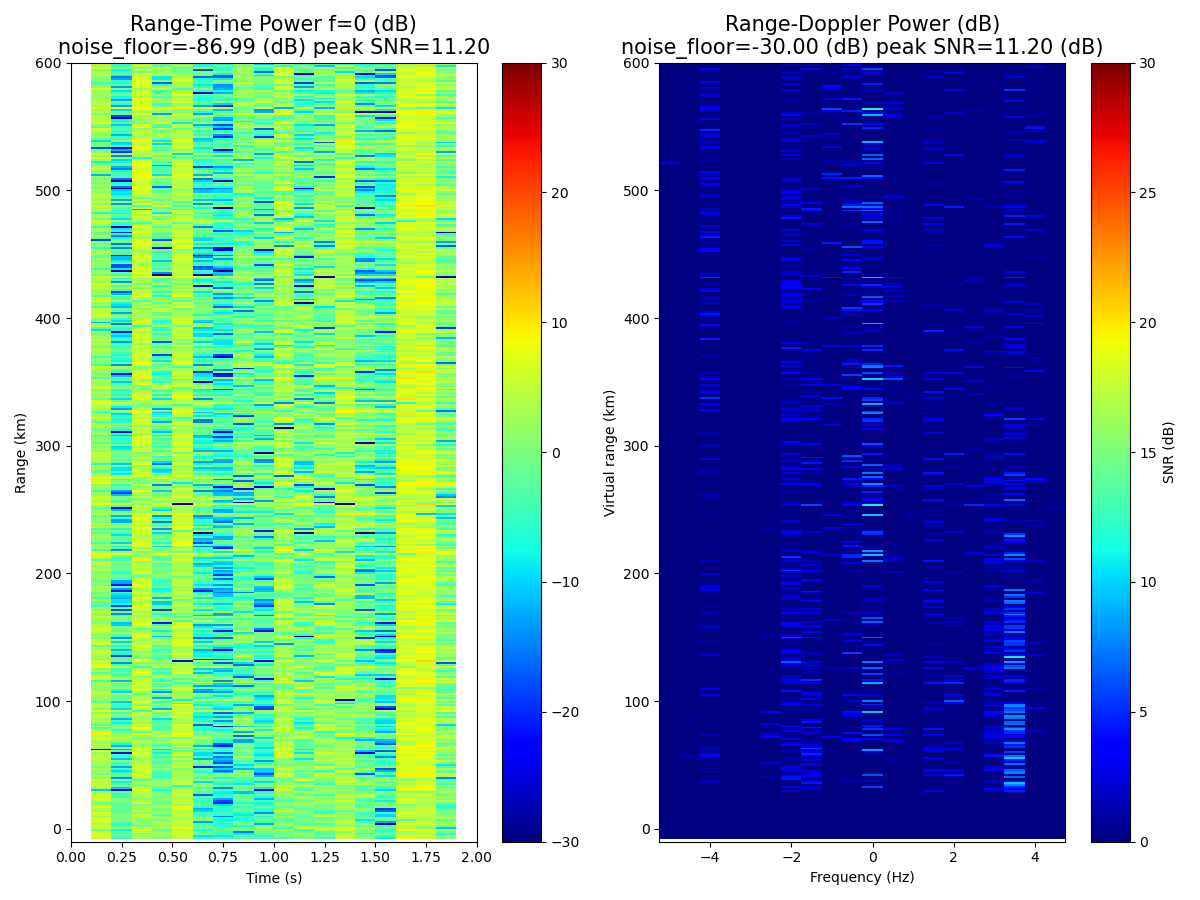 Range-Time Power f=0 (dB)
noise_floor=-86.99 (dB) peak SNR=11.20
Range (km)
600
500
400
300
200
100
0
0.00 0.25 0.50 0.75 1.00 1.25 1.50 1.75 2.00
Time (s)
30
20
10
0
−10
−20
−30
Range-Doppler Power (dB)
noise_floor=-30.00 (dB) peak SNR=11.20 (dB)
Virtual range (km)
600
500
400
300
200
100
0
−4 −2 0 2 4
Frequency (Hz)
30
25
20
15
10
5
0
SNR (dB)